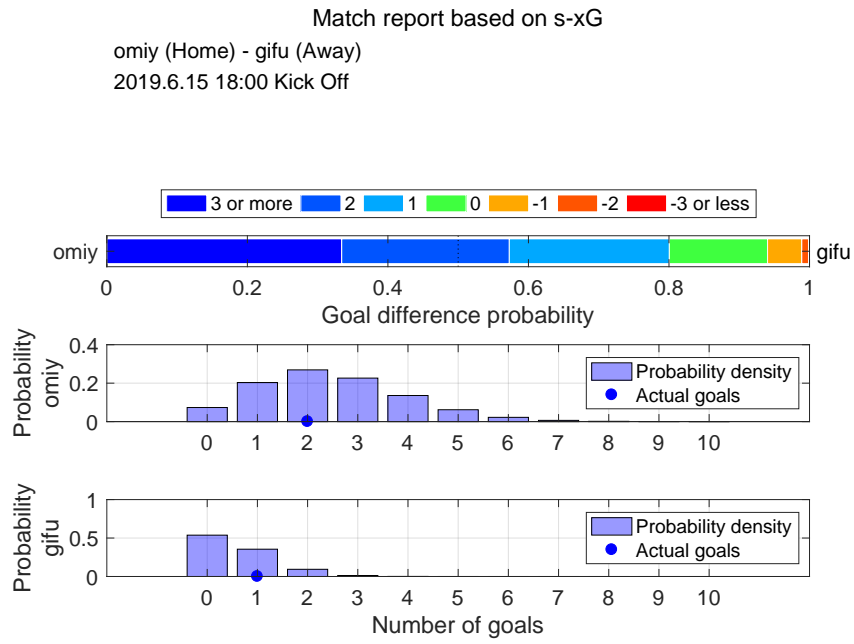 Match report based on s-xG
omiy (Home) - gifu (Away)
2019.6.15 18:00 Kick Off
3 or more 2 1 0 -1 -2 -3 or less
omiy gifu
0 0.2 0.4 0.6 0.8 1
Goal difference probability
Probability
omiy
0.4
0.2
0
Probability density
Actual goals
0 1 2 3 4 5 6 7 8 9 10
Probability
gifu
1
0.5
0
Probability density
Actual goals
0 1 2 3 4 5 6 7 8 9 10
Number of goals